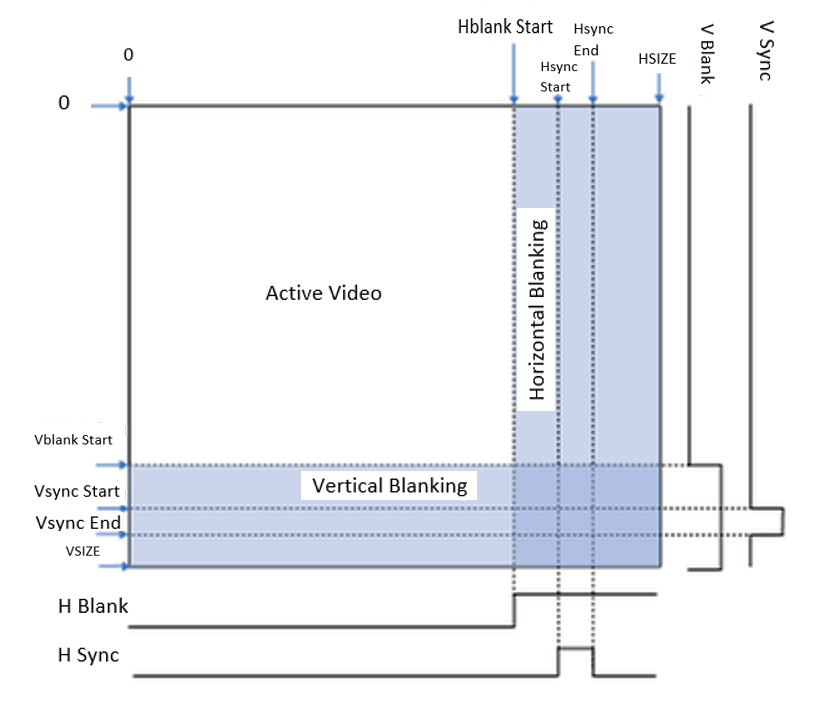 Hblank Start
Hsync
End
V Blank
V Sync
0
Hsync
Start
HSIZE
0
Horizontal Blanking
Active Video
Vblank Start
Vsync Start
Vertical Blanking
Vsync End
VSIZE
H Blank
H Sync